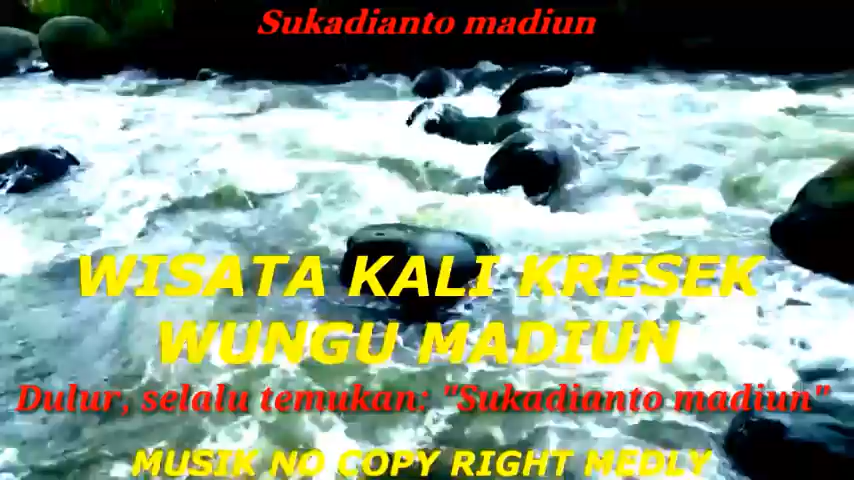 Sukadianto madiun
WISATA KALI KRESEK
WUNGU MADIUN
Dulur, selalu temukan: "Sukadianto madiun"
MUSIK NO COPY RIGHT MEDLY